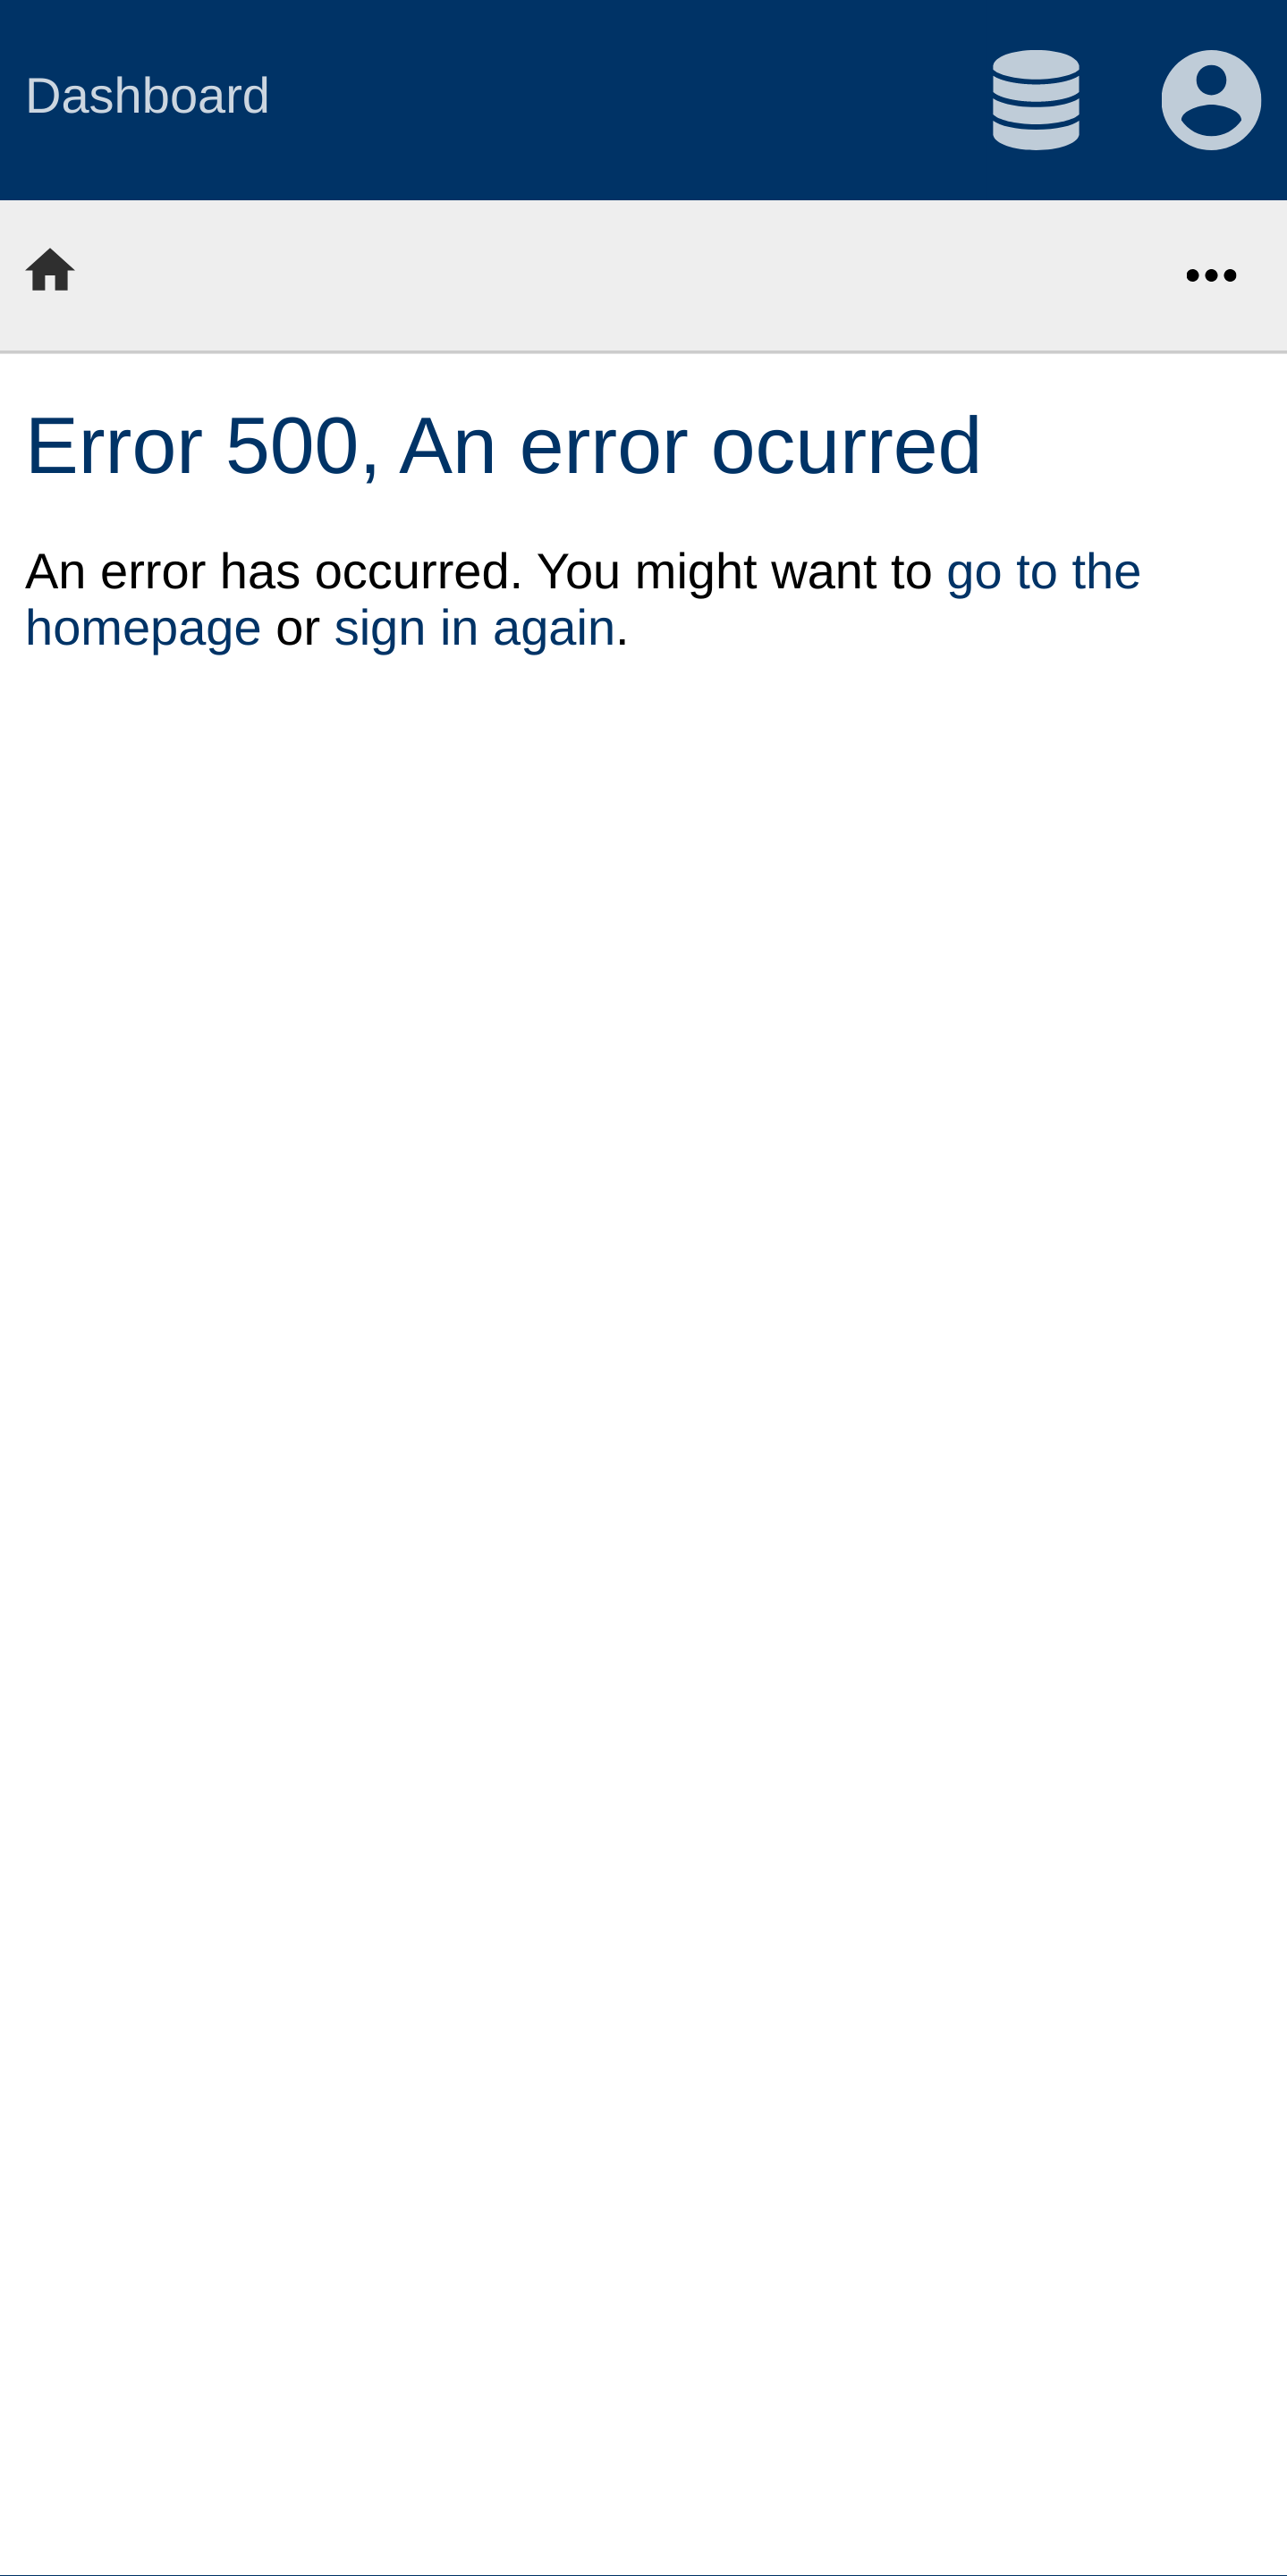 Dashboard
Error 500, An error ocurred
An error has occurred. You might want to go to the
homepage or sign in again.